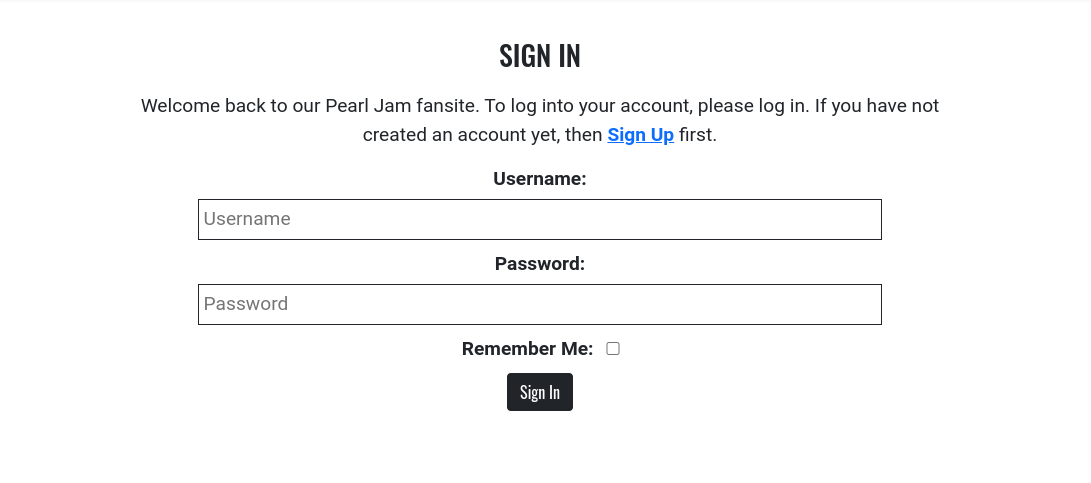 SIGN IN
Welcome back to our Pearl Jam fansite. To log into your account, please log in. If you have not
created an account yet, then Sign Up first.
Username:
Username
Password:
Password
Remember Me:
Sign In